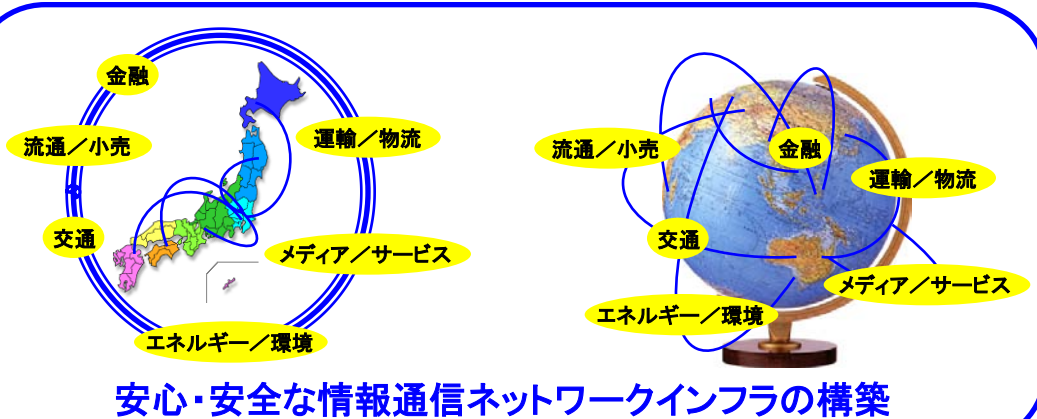 金融
流通／小売
運輸／物流
交通
メディア／サービス
エネルギー／環境
流通／小売
金融
運輸／物流
交通
メディア／サービス
エネルギー／環境
安心・安全な情報通信ネットワークインフラの構築